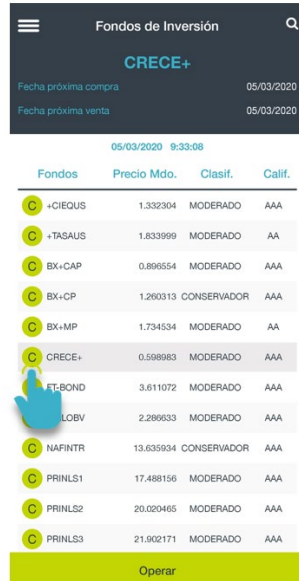 Fondos de Inversión
CRECE+
Fecha próxima compra 05/03/2020
Fecha próxima venta 05/03/2020
05/03/2020 9:33:08
Fondos Precio Mdo. Clasif. Calif.
C +CIEQUS 1.332304 MODERADO AAA
C +TASAUS 1.833999 MODERADO AA
C BX+CAP 0.896554 MODERADO AAA
C BX+CP 1.260313 CONSERVADOR AAA
C BX+MP 1.734534 MODERADO AA
C CRECE+ 0.598983 MODERADO AAA
FT-BOND 3.611072 MODERADO AAA
LOBV 2.286633 MODERADO AAA
C NAFINTR 13.635934 CONSERVADOR AAA
C PRINLS1 17.488156 MODERADO AAA
C PRINLS2 20.020465 MODERADO AAA
C PRINLS3 21.902171 MODERADO AAA
Operar